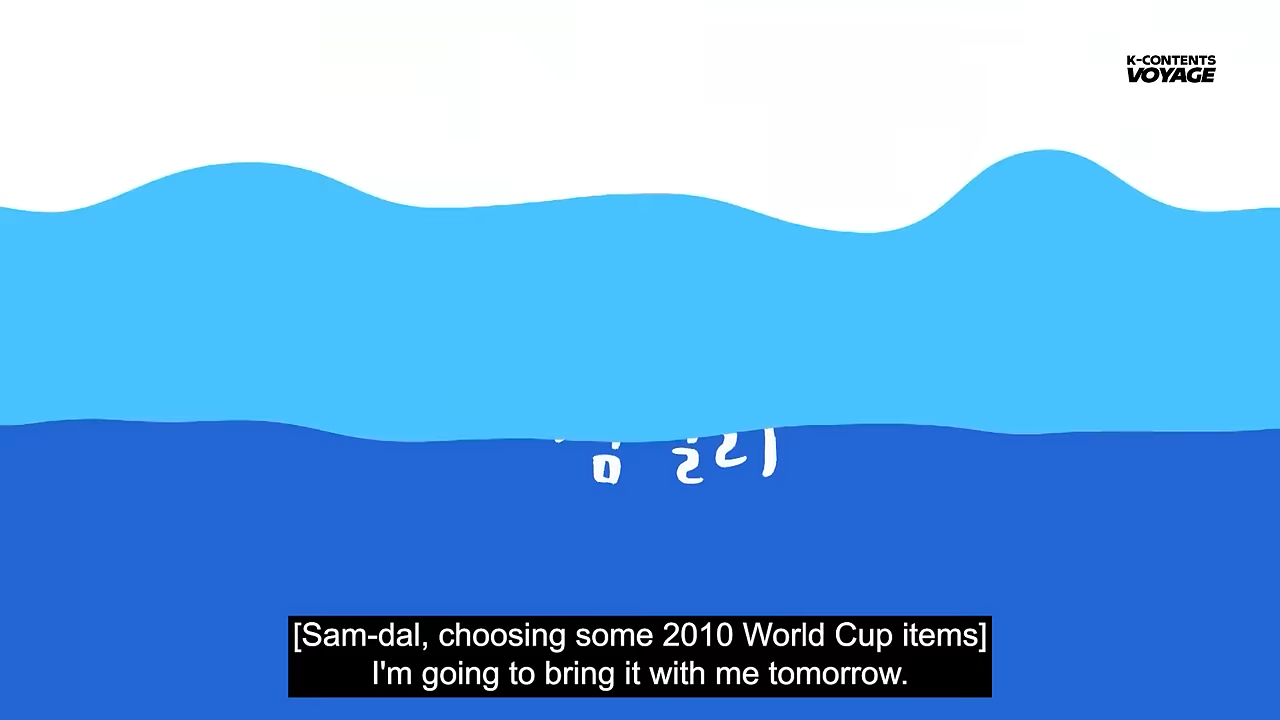 K-CONTENTS
VOYAGE
[Sam-dal, choosing some 2010 World Cup items]
I'm going to bring it with me tomorrow.